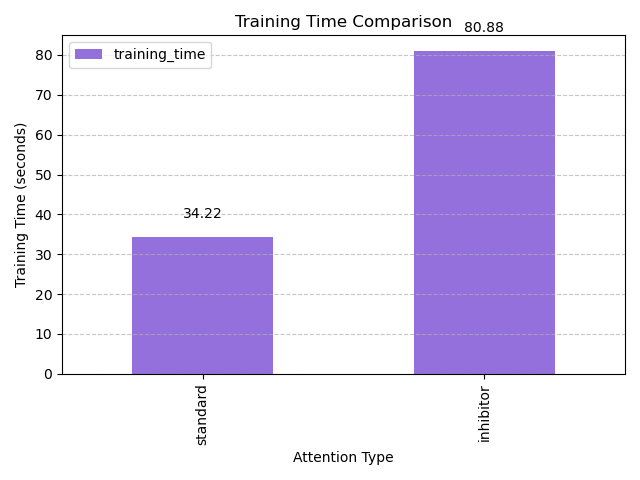 Training Time Comparison
80.88
training_time
34.22
80
70
60
50
40
30
20
10
0
Training Time (seconds)
standard
inhibitor
Attention Type